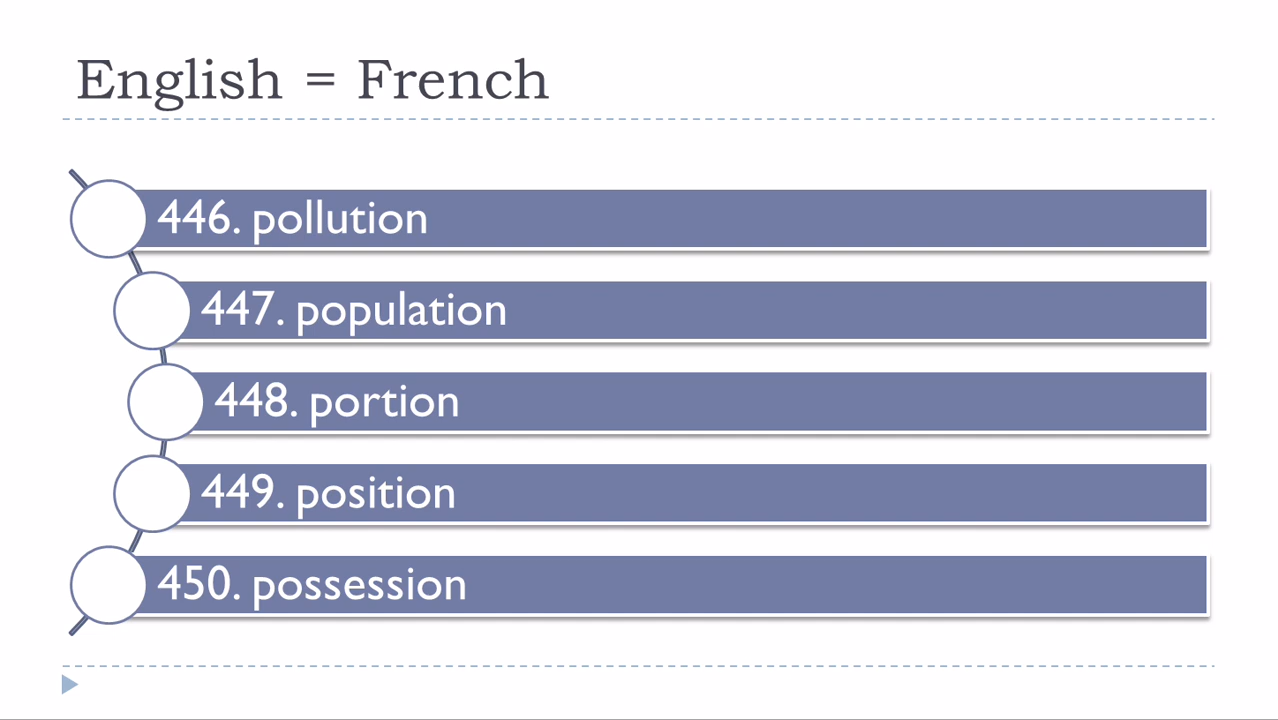 English = French
446. pollution
447. population
448. portion
449. position
450. possession